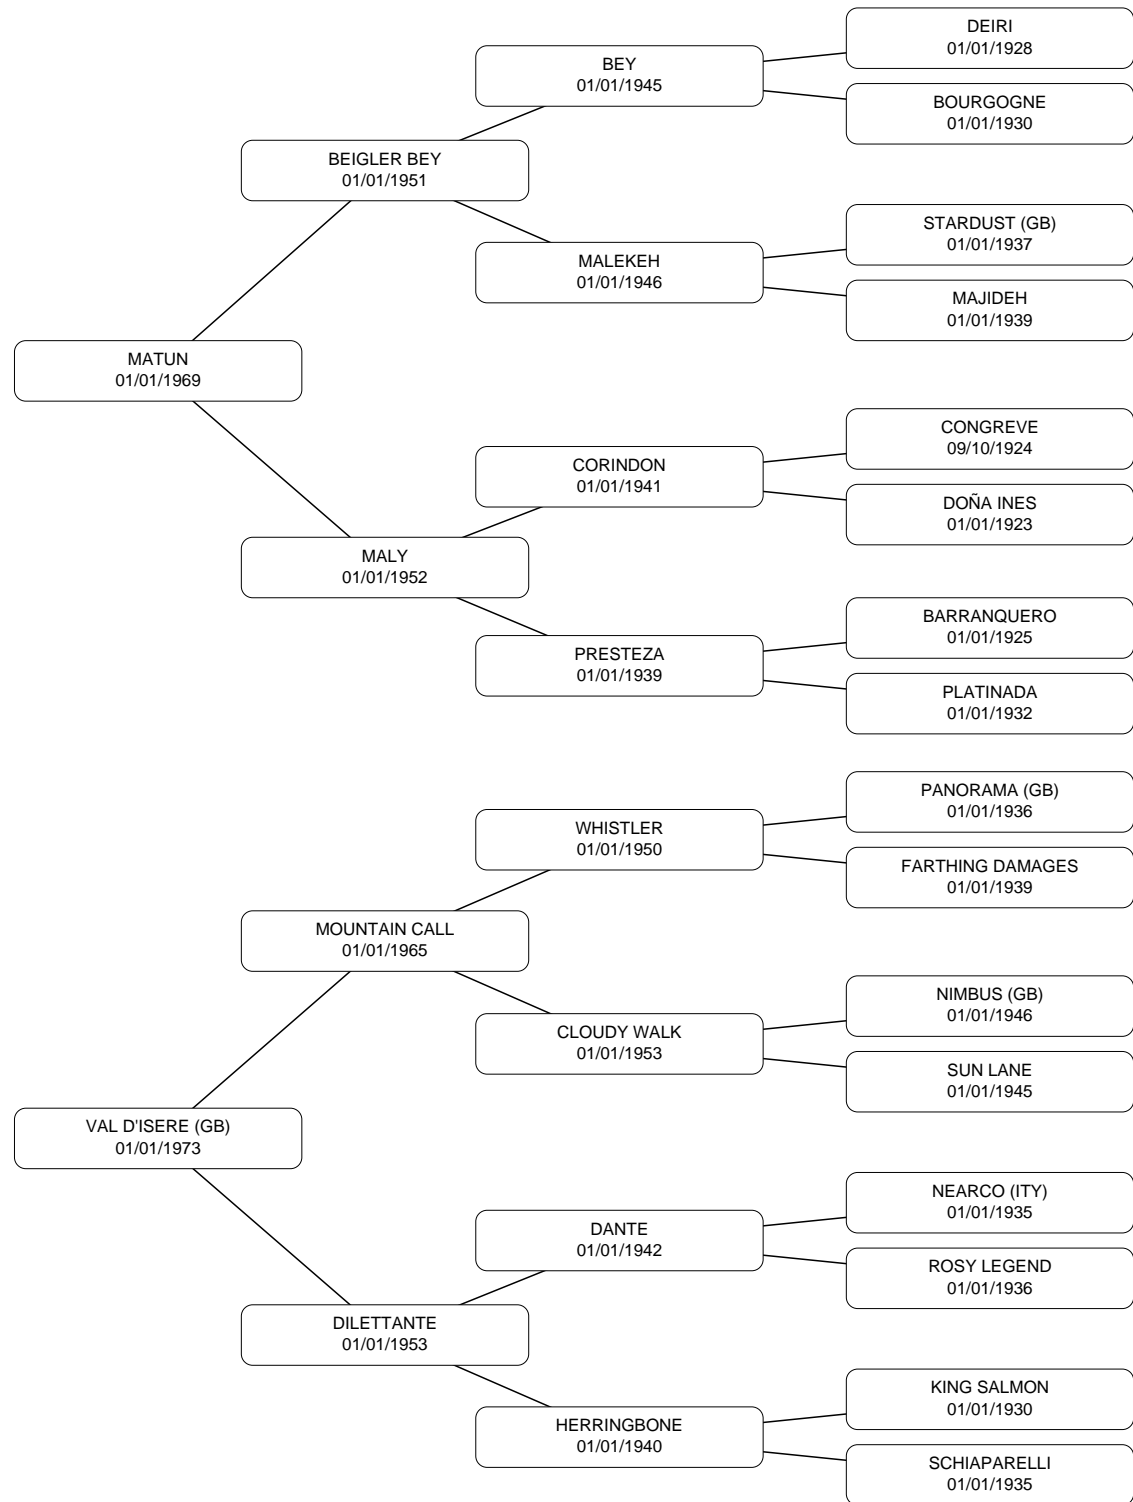 DEIRI
01/01/1928
BEY
01/01/1945
BOURGOGNE
01/01/1930
BEIGLER BEY
01/01/1951
STARDUST (GB)
01/01/1937
MALEKEH
01/01/1946
MAJIDEH
01/01/1939
MATUN
01/01/1969
CONGREVE
09/10/1924
CORINDON
01/01/1941
DOÑA INES
01/01/1923
MALY
01/01/1952
BARRANQUERO
01/01/1925
PRESTEZA
01/01/1939
PLATINADA
01/01/1932
PANORAMA (GB)
01/01/1936
WHISTLER
01/01/1950
FARTHING DAMAGES
01/01/1939
MOUNTAIN CALL
01/01/1965
NIMBUS (GB)
01/01/1946
CLOUDY WALK
01/01/1953
SUN LANE
01/01/1945
VAL D'ISERE (GB)
01/01/1973
NEARCO (ITY)
01/01/1935
DANTE
01/01/1942
ROSY LEGEND
01/01/1936
DILETTANTE
01/01/1953
KING SALMON
01/01/1930
HERRINGBONE
01/01/1940
SCHIAPARELLI
01/01/1935